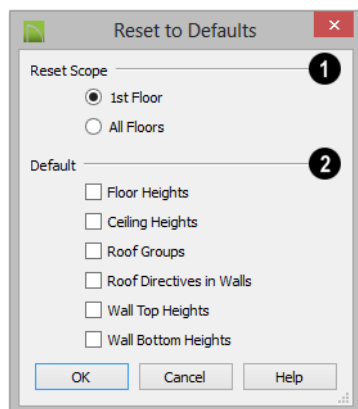 Reset to Defaults
Reset Scope 1
1st Floor
All Floors
Default 2
Floor Heights
Ceiling Heights
Roof Groups
Roof Directives in Walls
Wall Top Heights
Wall Bottom Heights
OK Cancel Help